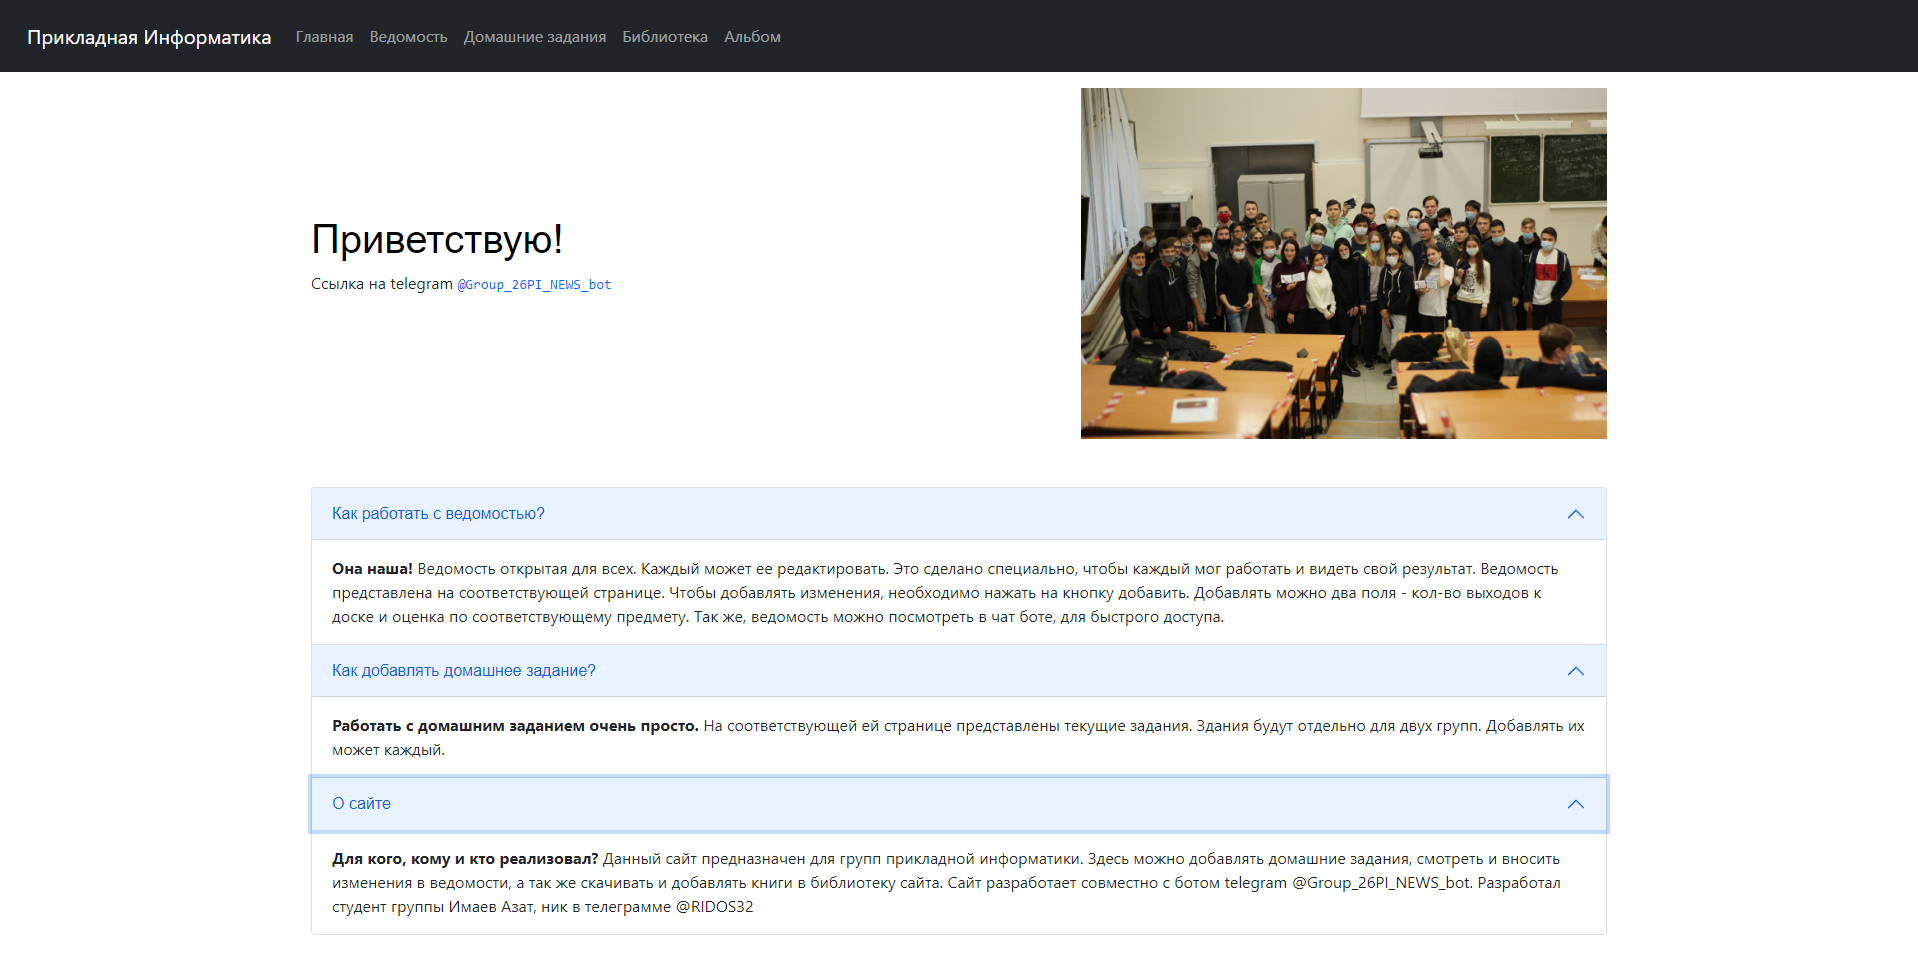 Прикладная Информатика Главная Ведомость Домашние задания Библиотека Альбом
Приветствую!
Ссылка на telegram @Group_26PI_NEWS_bot
Как работать с ведомостью?
Она наша! Ведомость открытая для всех. Каждый может ее редактировать. Это сделано специально, чтобы каждый мог работать и видеть свой результат. Ведомость
представлена на соответствующей странице. Чтобы добавлять изменения, необходимо нажать на кнопку добавить. Добавлять можно два поля - кол-во выходов к
доске и оценка по соответствующему предмету. Так же, ведомость можно посмотреть в чат боте, для быстрого доступа.
Как добавлять домашнее задание?
Работать с домашним заданием очень просто. На соответствующей ей странице представлены текущие задания. Здания будут отдельно для двух групп. Добавлять их
может каждый.
О сайте
Для кого, кому и кто реализовал? Данный сайт предназначен для групп прикладной информатики. Здесь можно добавлять домашние задания, смотреть и вносить
изменения в ведомости, а так же скачивать и добавлять книги в библиотеку сайта. Сайт разработает совместно с ботом telegram @Group_26PI_NEWS_bot. Разработал
студент группы Имаев Азат, ник в телеграмме @RIDOS32